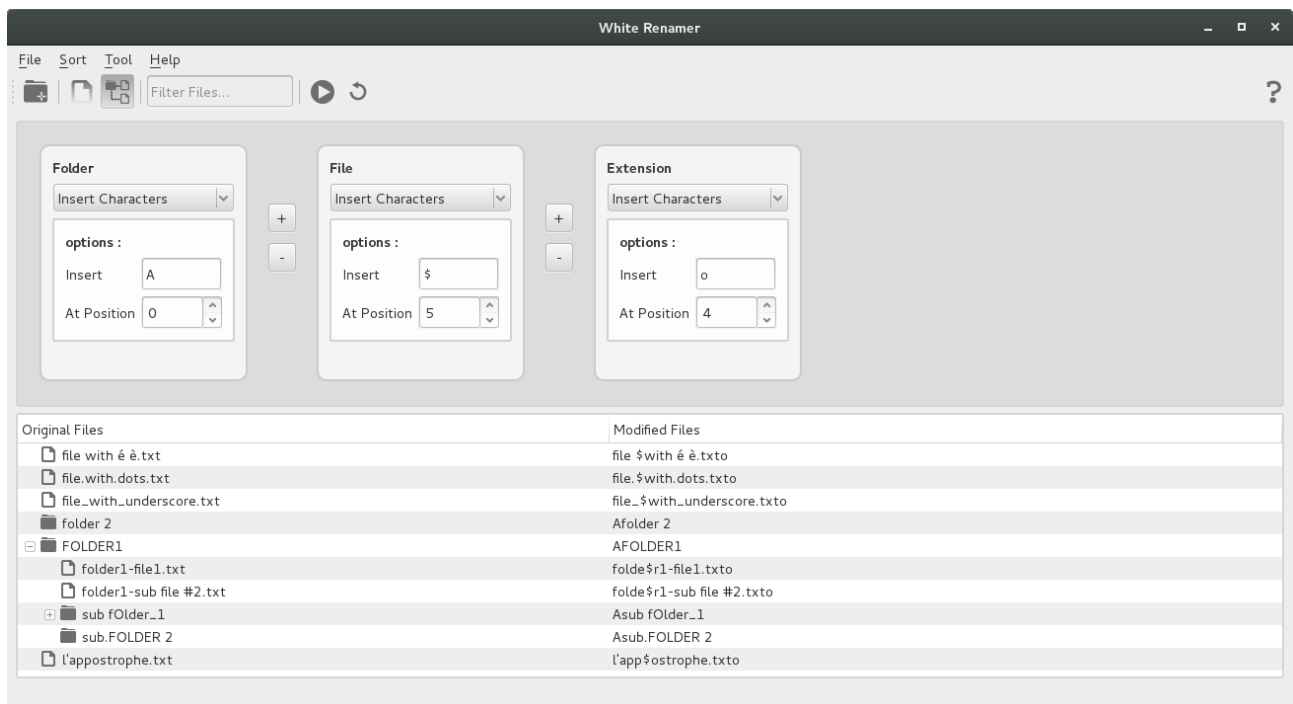 White Renamer
File Sort Tool Help
Filter Files...
?
Folder File Extension
Insert Characters Insert Characters Insert Characters
+ +
options : options : options :
- -
Insert A Insert $ Insert o
At Position 0 At Position 5 At Position 4
Original Files Modified Files
file with é è.txt file $with é è.txto
file.with.dots.txt file.$with.dots.txto
file_with_underscore.txt file_$with_underscore.txto
folder 2 Afolder 2
FOLDER1 AFOLDER1
folder1-file1.txt folde$r1-file1.txto
folder1-sub file #2.txt folde$r1-sub file #2.txto
sub fOlder_1 Asub fOlder_1
sub.FOLDER 2 Asub.FOLDER 2
l'appostrophe.txt l'app$ostrophe.txto